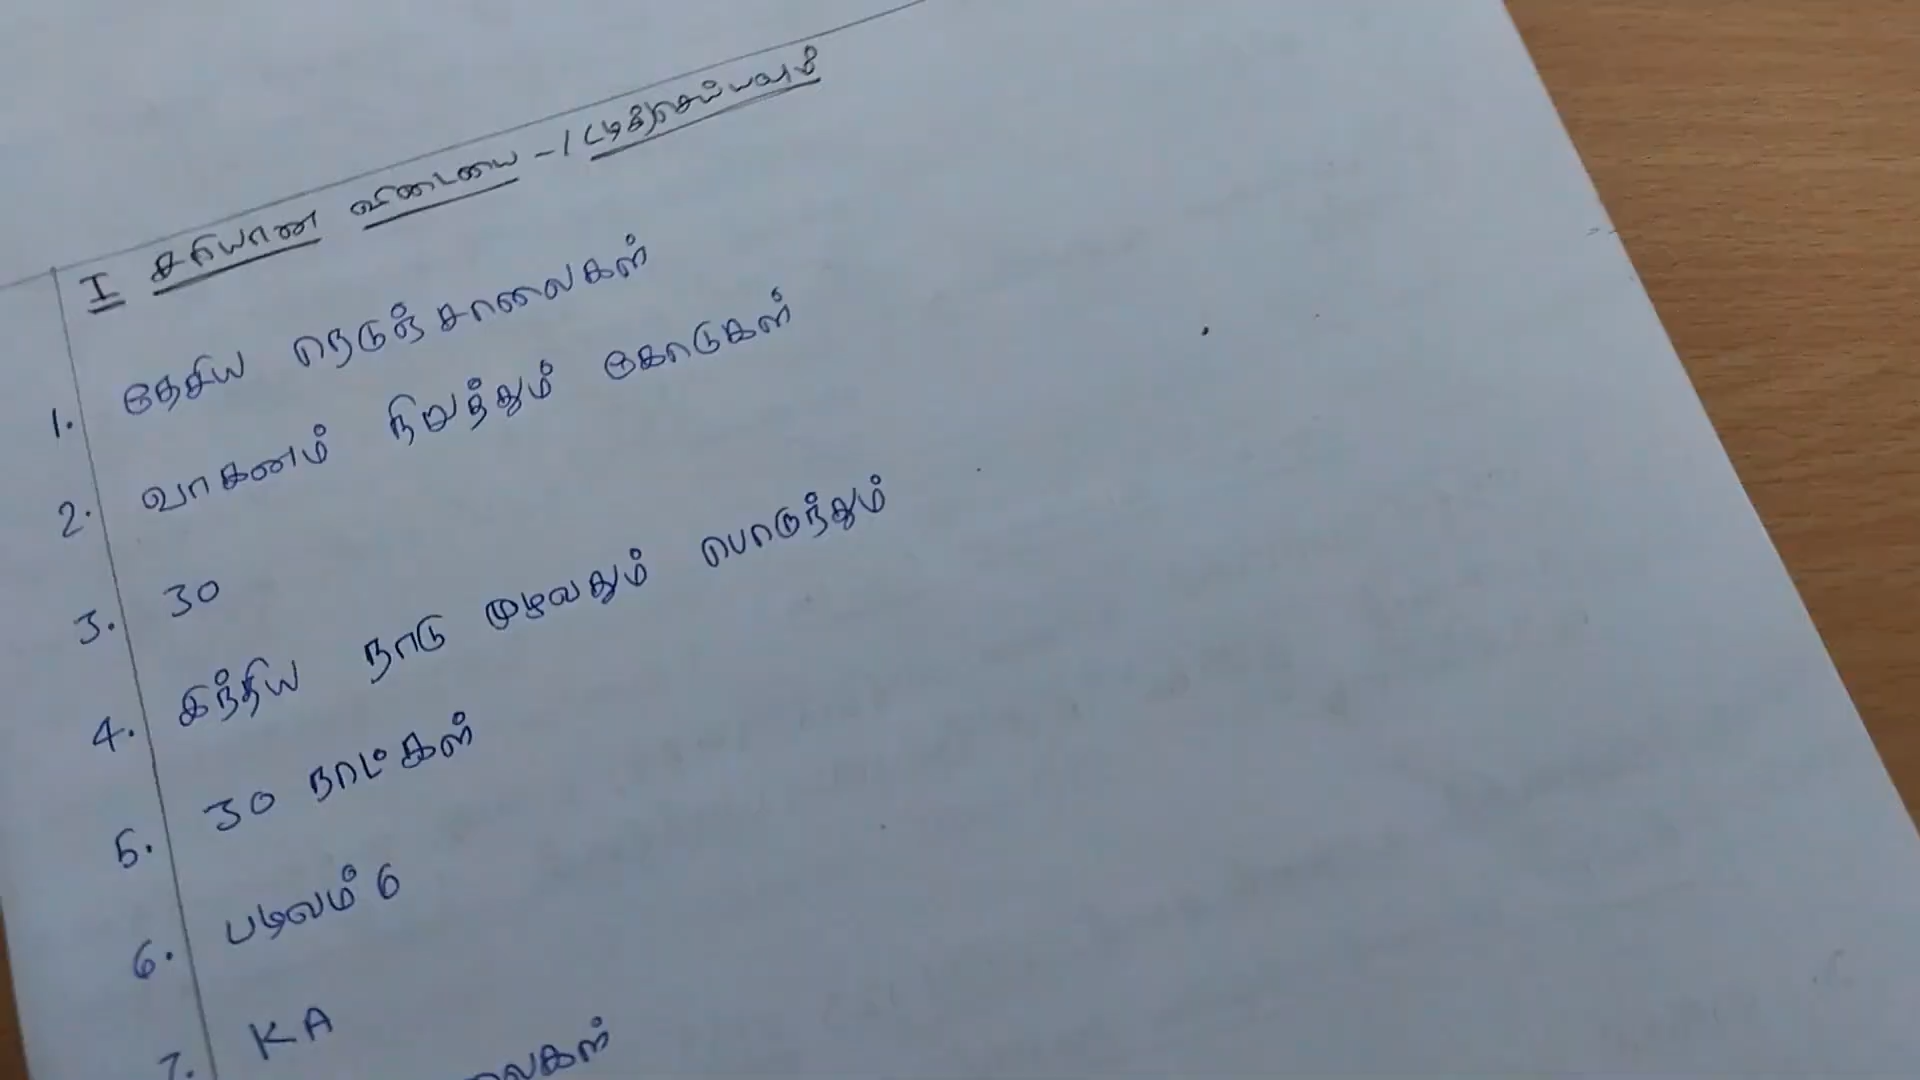 I சரியான விடையை -/ (டிக்)செய்யவும்
1. தேசிய நெடுஞ்சாலைகள்
2. வாகனம் நிறுத்தும் கோடுகள்
3. 30
4. இந்திய நாடு முழுவதும் பொருந்தும்
5. 30 நாட்கள்
6. படிவம் 6
7. KA